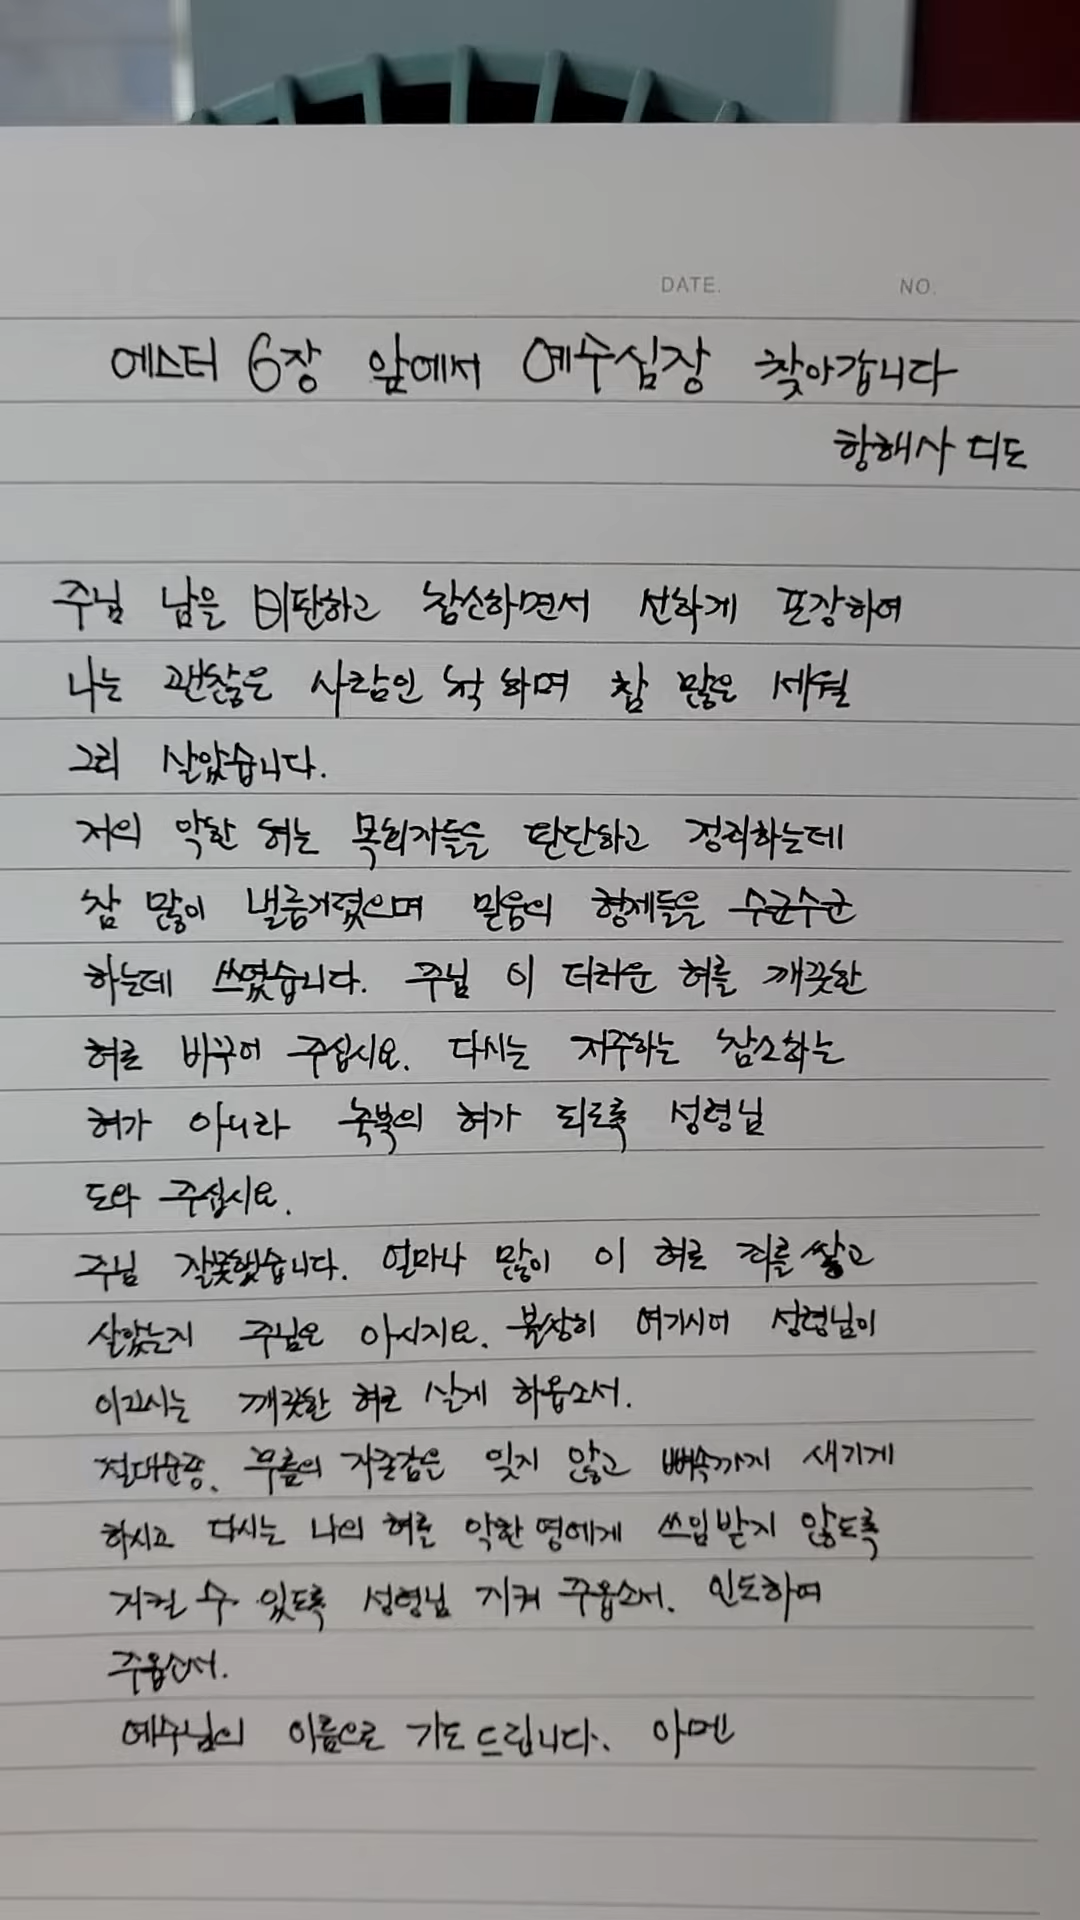 DATE. NO.
에스더 6장 앞에서 예수심장 찾아갑니다
항해사 디도
주님 남을 비판하고 참소하면서 선하게 포장하여
나는 괜찮은 사람인 척 하며 참 많은 세월
그리 살았습니다.
저의 악한 혀는 목회자들을 판단하고 정죄하는데
참 많이 낼름거렸으며 믿음의 형제들을 수군수군
하는데 쓰였습니다. 주님 이 더러운 혀를 깨끗한
혀로 바꾸어 주십시요. 다시는 저주하는 참소하는
혀가 아니라 축복의 혀가 되도록 성령님
도와 주십시요.
주님 잘못했습니다. 얼마나 많이 이 혀로 죄를 쌓고
살았는지 주님은 아시지요. 불쌍히 여기시어 성령님이
이끄시는 깨끗한 혀로 살게 하옵소서.
절대순종. 무릎의 자존감은 잊지 않고 뼈속까지 새기게
하시고 다시는 나의 혀를 악한 영에게 쓰임받지 않도록
지킬 수 있도록 성령님 지켜 주옵소서. 인도하여
주옵소서.
예수님의 이름으로 기도드립니다. 아멘